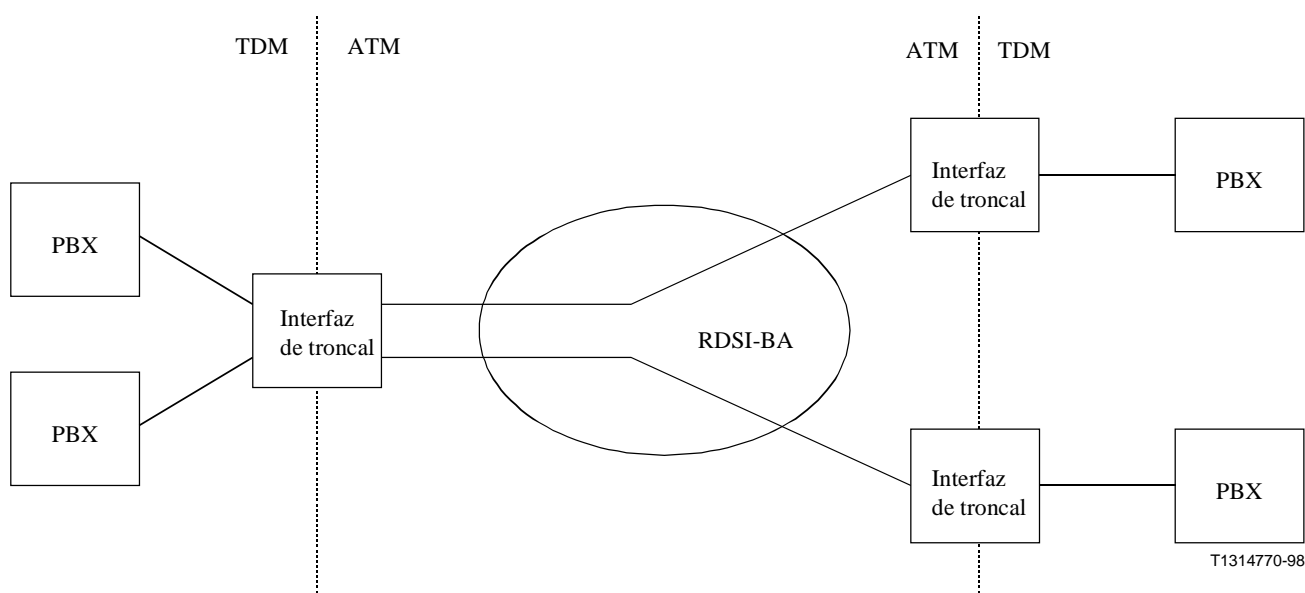 TDM
ATM
ATM
TDM
PBX
PBX
Interfaz
de troncal
RDSI-BA
Interfaz
de troncal
PBX
Interfaz
de troncal
PBX
T1314770-98